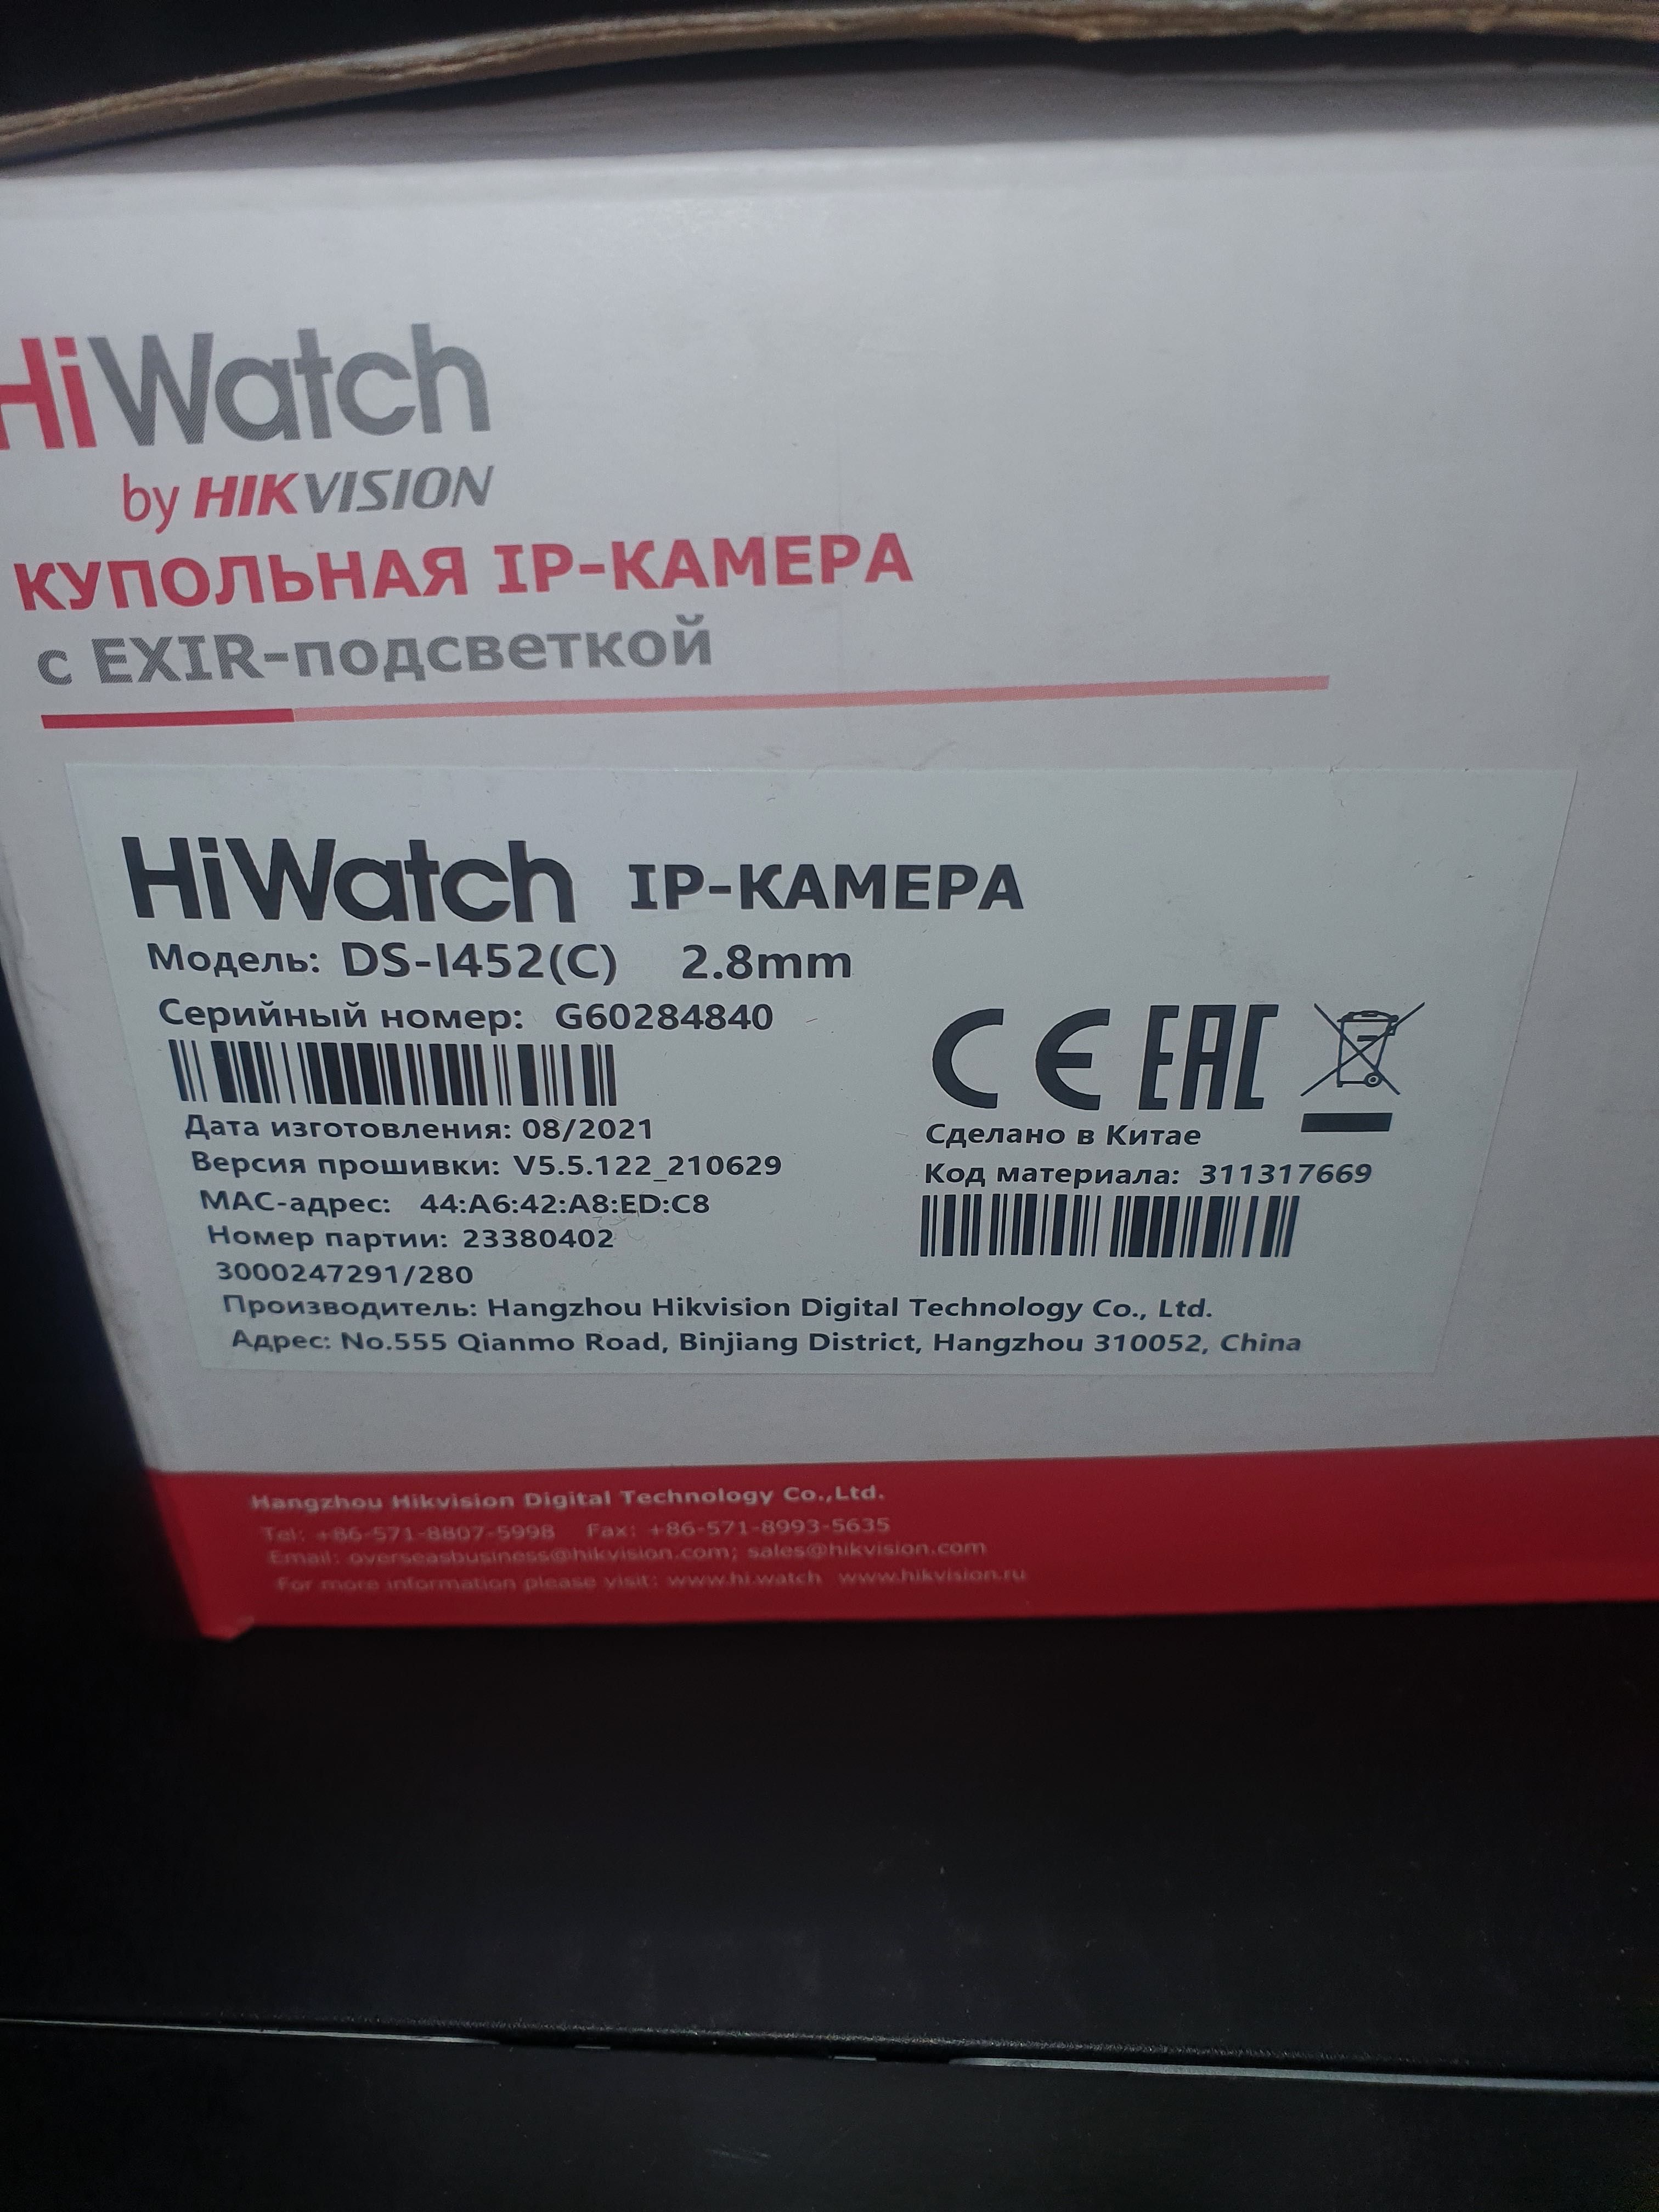 HiWatch
by HIKVISION
КУПОЛЬНАЯ IP-КАМЕРА
с EXIR-подсветкой
HiWatch IP-КАМЕРА
Модель: DS-I452(C) 2.8mm
Серийный номер: G60284840
CE EAC
Дата изготовления: 08/2021
Сделано в Китае
Версия прошивки: V5.5.122_210629
Код материала: 311317669
MAC-адрес: 44:A6:42:A8:ED:C8
Номер партии: 23380402
3000247291/280
Производитель: Hangzhou Hikvision Digital Technology Co., Ltd.
Адрес: No.555 Qianmo Road, Binjiang District, Hangzhou 310052, China
Hangzhou Hikvision Digital Technology Co.,Ltd.
Tel: +86-571-8807-5998 Fax: +86-571-8993-5635
Email: overseasbusiness@hikvision.com; sales@hikvision.com
For more information please visit: www.hi.watch www.hikvision.ru